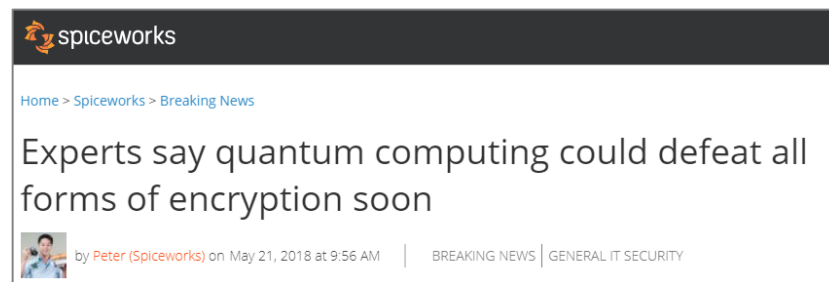 spiceworks
Home > Spiceworks > Breaking News
Experts say quantum computing could defeat all
forms of encryption soon
by Peter (Spiceworks) on May 21, 2018 at 9:56 AM | BREAKING NEWS | GENERAL IT SECURITY